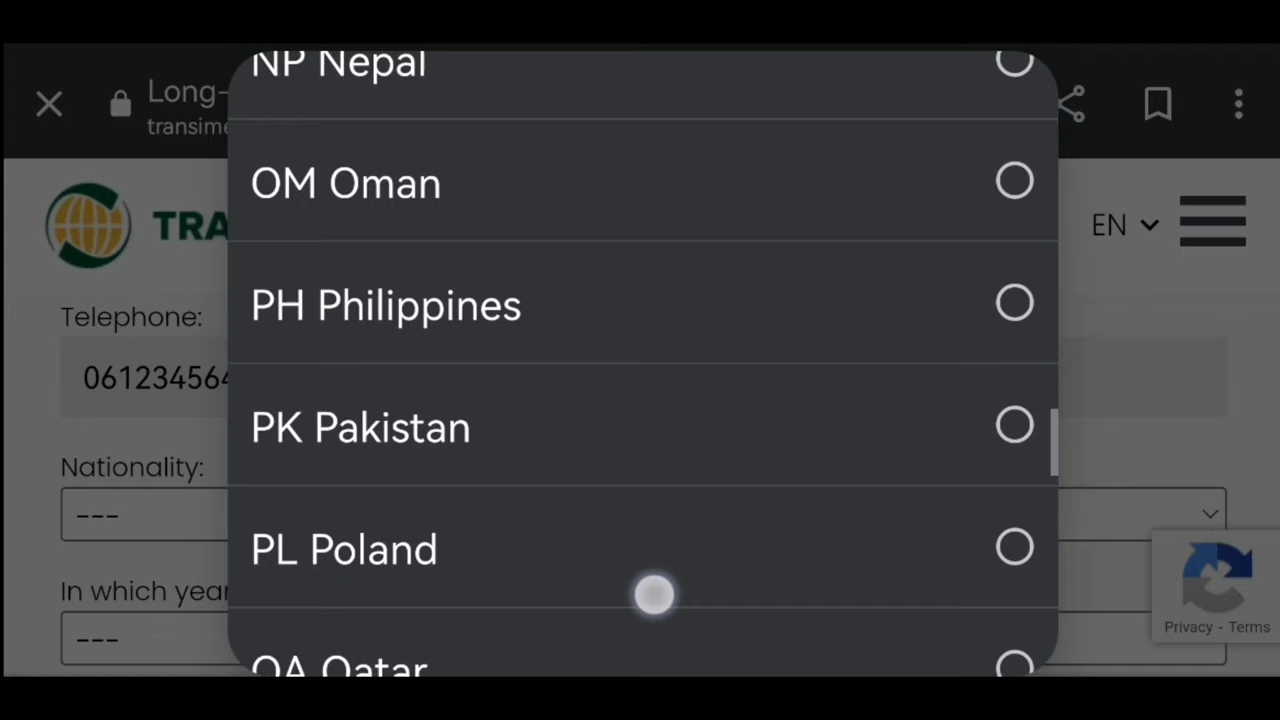 NP Nepal
Long-
transime
OM Oman
TRA
EN
PH Philippines
Telephone:
061234564
PK Pakistan
Nationality:
---
PL Poland
In which year
---
Privacy - Terms
QA Qatar